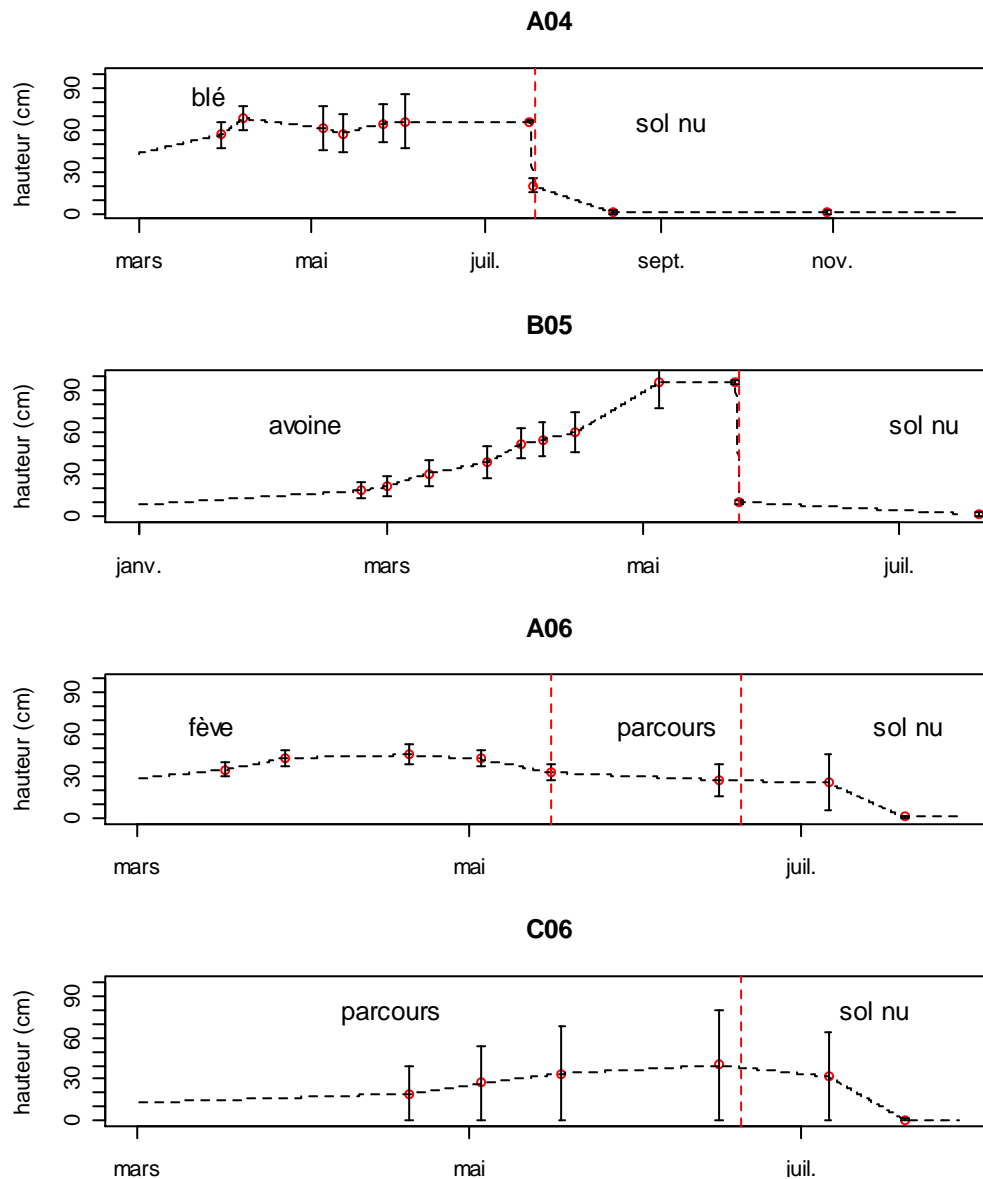 A04
hauteur (cm)
0 30 60 90
blé
sol nu
mars mai juil. sept. nov.
B05
hauteur (cm)
0 30 60 90
avoine
sol nu
janv. mars mai juil.
A06
hauteur (cm)
0 30 60 90
fève
parcours
sol nu
mars mai juil.
C06
hauteur (cm)
0 30 60 90
parcours
sol nu
mars mai juil.